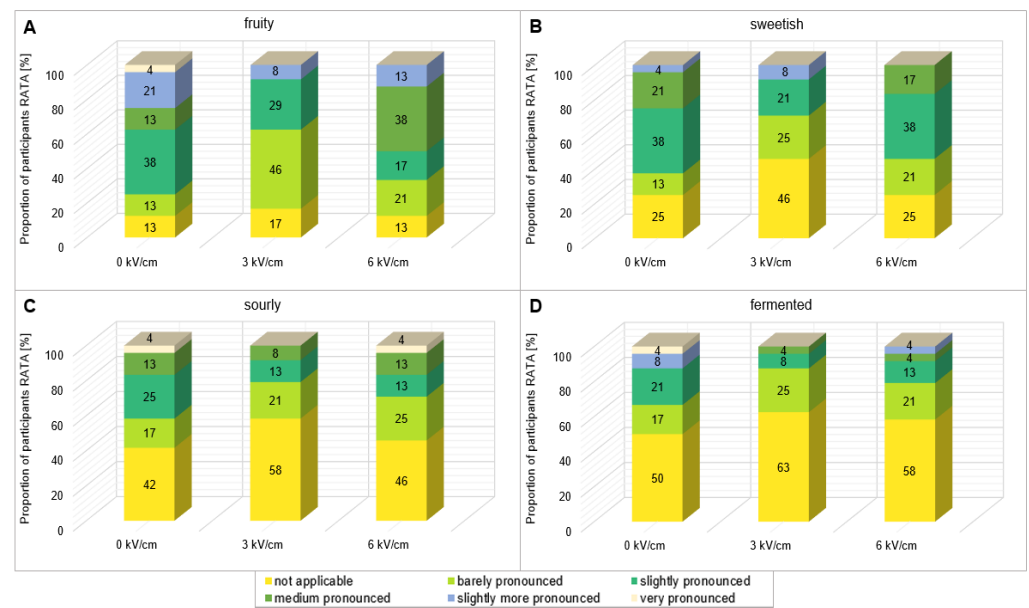 A
fruity
Proportion of participants RATA [%]
100
80
60
40
20
0
4
21
13
38
13
13
8
29
46
17
13
38
17
21
13
0 kV/cm
3 kV/cm
6 kV/cm
B
sweetish
Proportion of participants RATA [%]
100
80
60
40
20
0
4
21
38
13
25
8
21
25
46
17
38
21
25
0 kV/cm
3 kV/cm
6 kV/cm
C
sourly
Proportion of participants RATA [%]
100
80
60
40
20
0
4
13
25
17
42
8
13
21
58
4
13
13
25
46
0 kV/cm
3 kV/cm
6 kV/cm
D
fermented
Proportion of participants RATA [%]
100
80
60
40
20
0
4
8
21
17
50
4
8
25
63
4
4
13
21
58
0 kV/cm
3 kV/cm
6 kV/cm
not applicable
barely pronounced
slightly pronounced
medium pronounced
slightly more pronounced
very pronounced